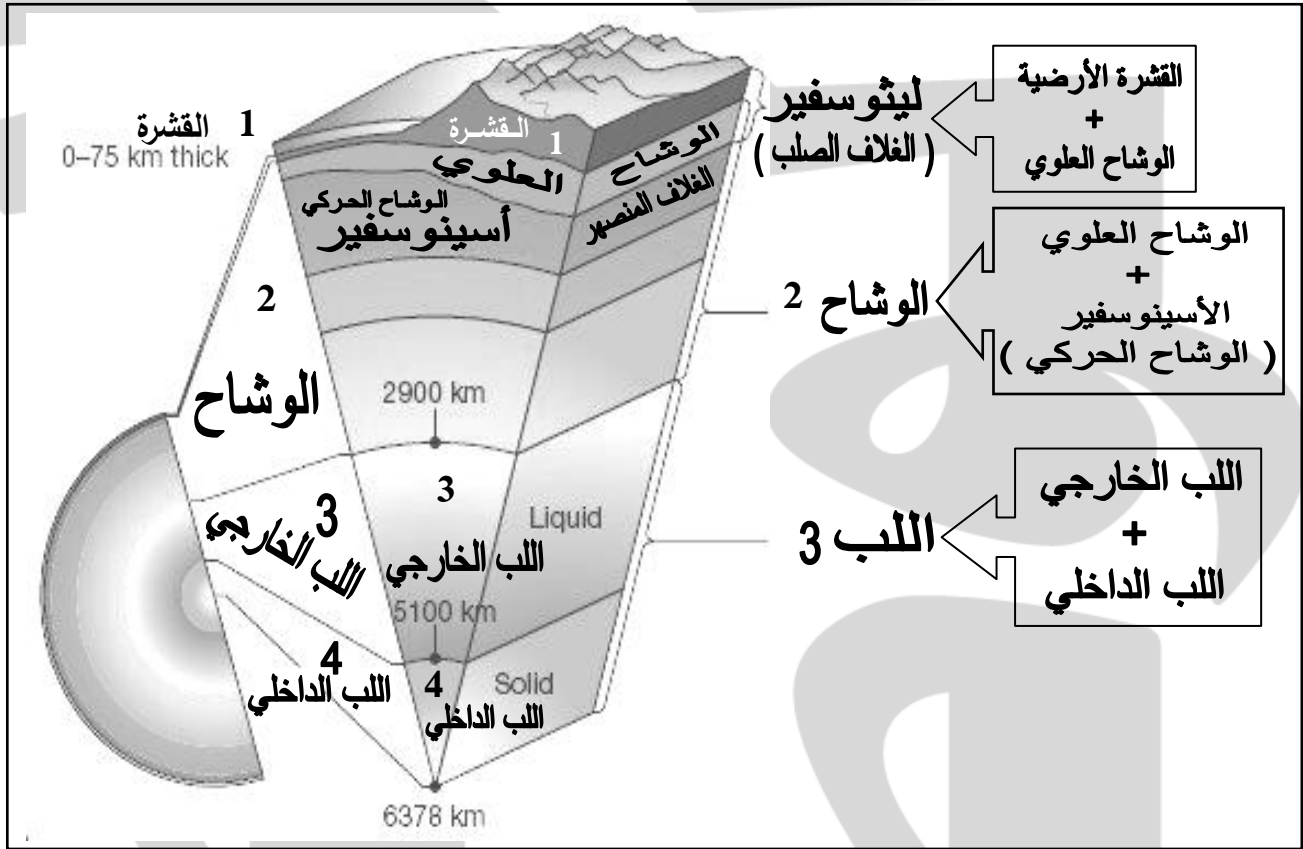 1 القشرة
0–75 km thick
القشرة 1
العلوي
الوشاح
الوشاح الحركي
أسينوسفير
الغلاف المنصهر
2
الوشاح
2900 km
3
اللب الخارجي
3
اللب الخارجي
Liquid
5100 km
4
اللب الداخلي
4
اللب الداخلي
Solid
6378 km
ليثوسفير
( الغلاف الصلب )
القشرة الأرضية
+
الوشاح العلوي
الوشاح 2
الوشاح العلوي
+
الأسينوسفير
( الوشاح الحركي )
اللب 3
اللب الخارجي
+
اللب الداخلي